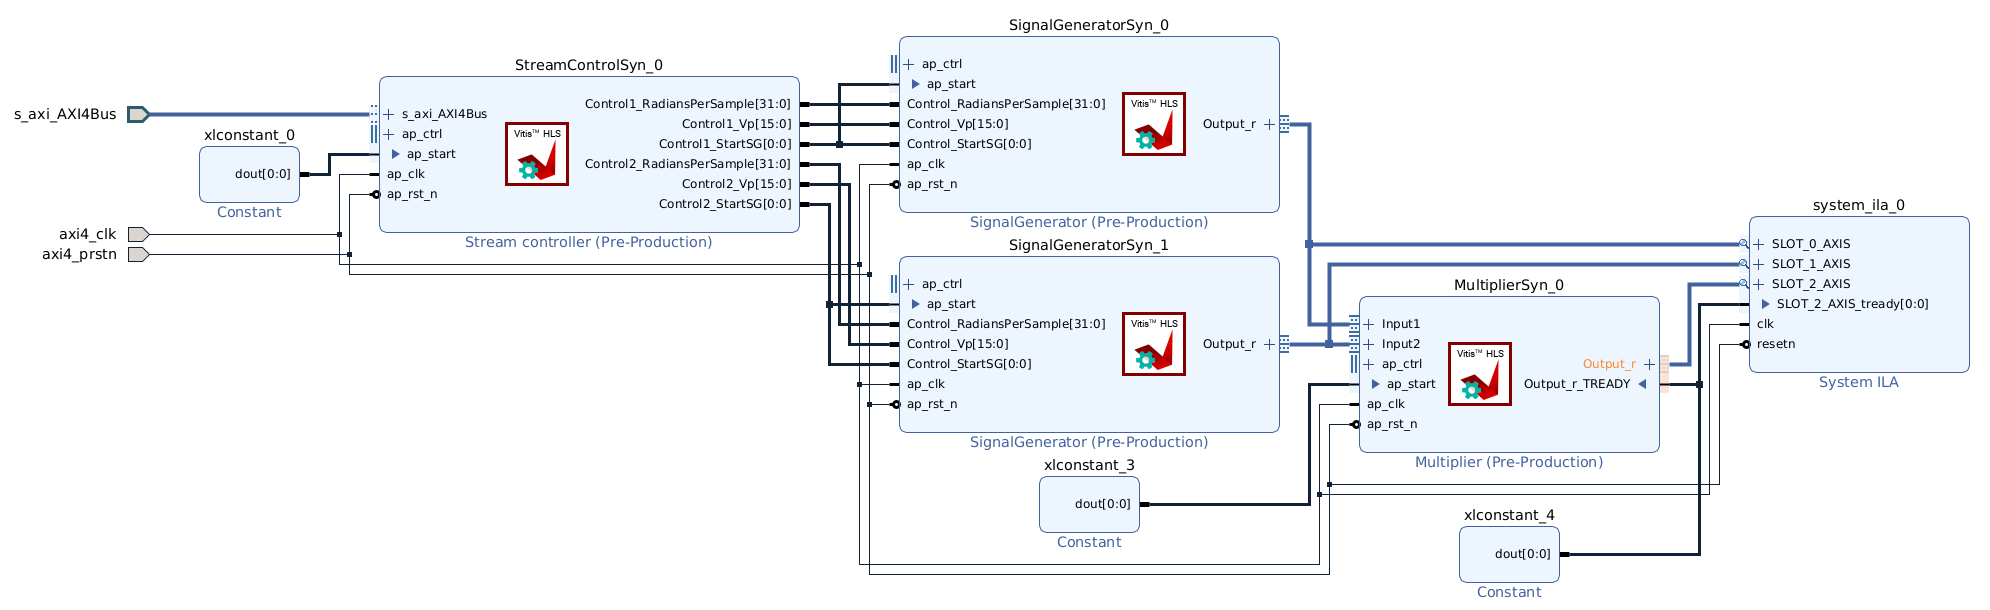 s_axi_AXI4Bus
axi4_clk
axi4_prstn
xlconstant_0
dout[0:0]
Constant
StreamControlSyn_0
s_axi_AXI4Bus
ap_ctrl
ap_start
ap_clk
ap_rst_n
Vitis™ HLS
Control1_RadiansPerSample[31:0]
Control1_Vp[15:0]
Control1_StartSG[0:0]
Control2_RadiansPerSample[31:0]
Control2_Vp[15:0]
Control2_StartSG[0:0]
Stream controller (Pre-Production)
SignalGeneratorSyn_0
ap_ctrl
ap_start
Control_RadiansPerSample[31:0]
Control_Vp[15:0]
Control_StartSG[0:0]
ap_clk
ap_rst_n
Vitis™ HLS
Output_r
SignalGenerator (Pre-Production)
SignalGeneratorSyn_1
ap_ctrl
ap_start
Control_RadiansPerSample[31:0]
Control_Vp[15:0]
Control_StartSG[0:0]
ap_clk
ap_rst_n
Vitis™ HLS
Output_r
SignalGenerator (Pre-Production)
xlconstant_3
dout[0:0]
Constant
MultiplierSyn_0
Input1
Input2
ap_ctrl
ap_start
ap_clk
ap_rst_n
Vitis™ HLS
Output_r
Output_r_TREADY
Multiplier (Pre-Production)
xlconstant_4
dout[0:0]
Constant
system_ila_0
SLOT_0_AXIS
SLOT_1_AXIS
SLOT_2_AXIS
SLOT_2_AXIS_tready[0:0]
clk
resetn
System ILA